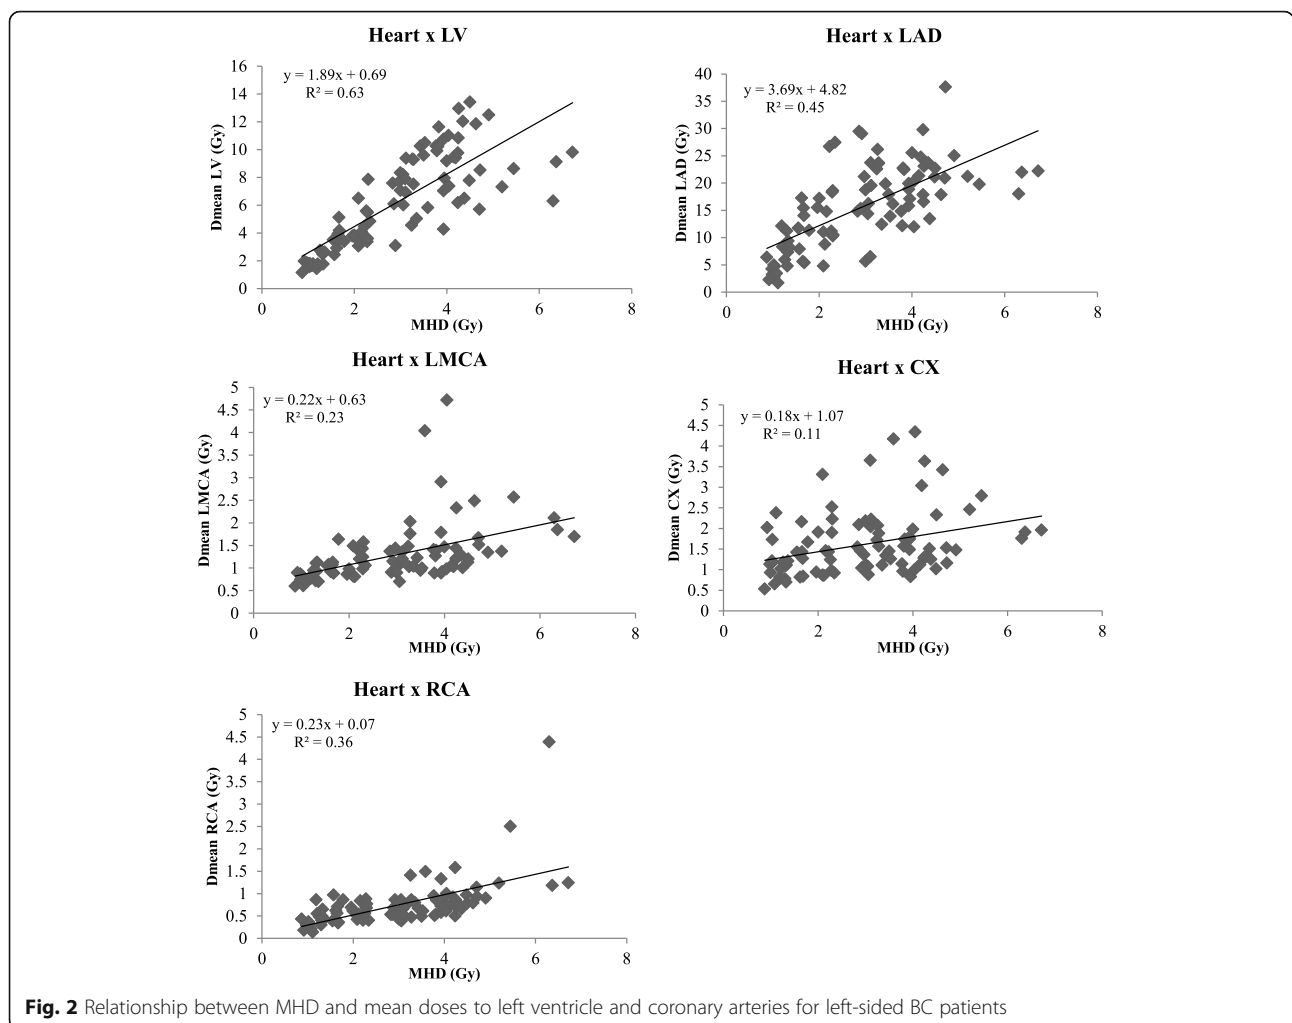 Heart x LV
y = 1.89x + 0.69
R² = 0.63
Dmean LV (Gy)
16
14
12
10
8
6
4
2
0
0 2 4 6 8
MHD (Gy)
Heart x LAD
y = 3.69x + 4.82
R² = 0.45
Dmean LAD (Gy)
40
35
30
25
20
15
10
5
0
0 2 4 6 8
MHD (Gy)
Heart x LMCA
y = 0.22x + 0.63
R² = 0.23
Dmean LMCA (Gy)
5
4.5
4
3.5
3
2.5
2
1.5
1
0.5
0
0 2 4 6 8
MHD (Gy)
Heart x CX
y = 0.18x + 1.07
R² = 0.11
Dmean CX (Gy)
5
4.5
4
3.5
3
2.5
2
1.5
1
0.5
0
0 2 4 6 8
MHD (Gy)
Heart x RCA
y = 0.23x + 0.07
R² = 0.36
Dmean RCA (Gy)
5
4.5
4
3.5
3
2.5
2
1.5
1
0.5
0
0 2 4 6 8
MHD (Gy)
Fig. 2 Relationship between MHD and mean doses to left ventricle and coronary arteries for left-sided BC patients